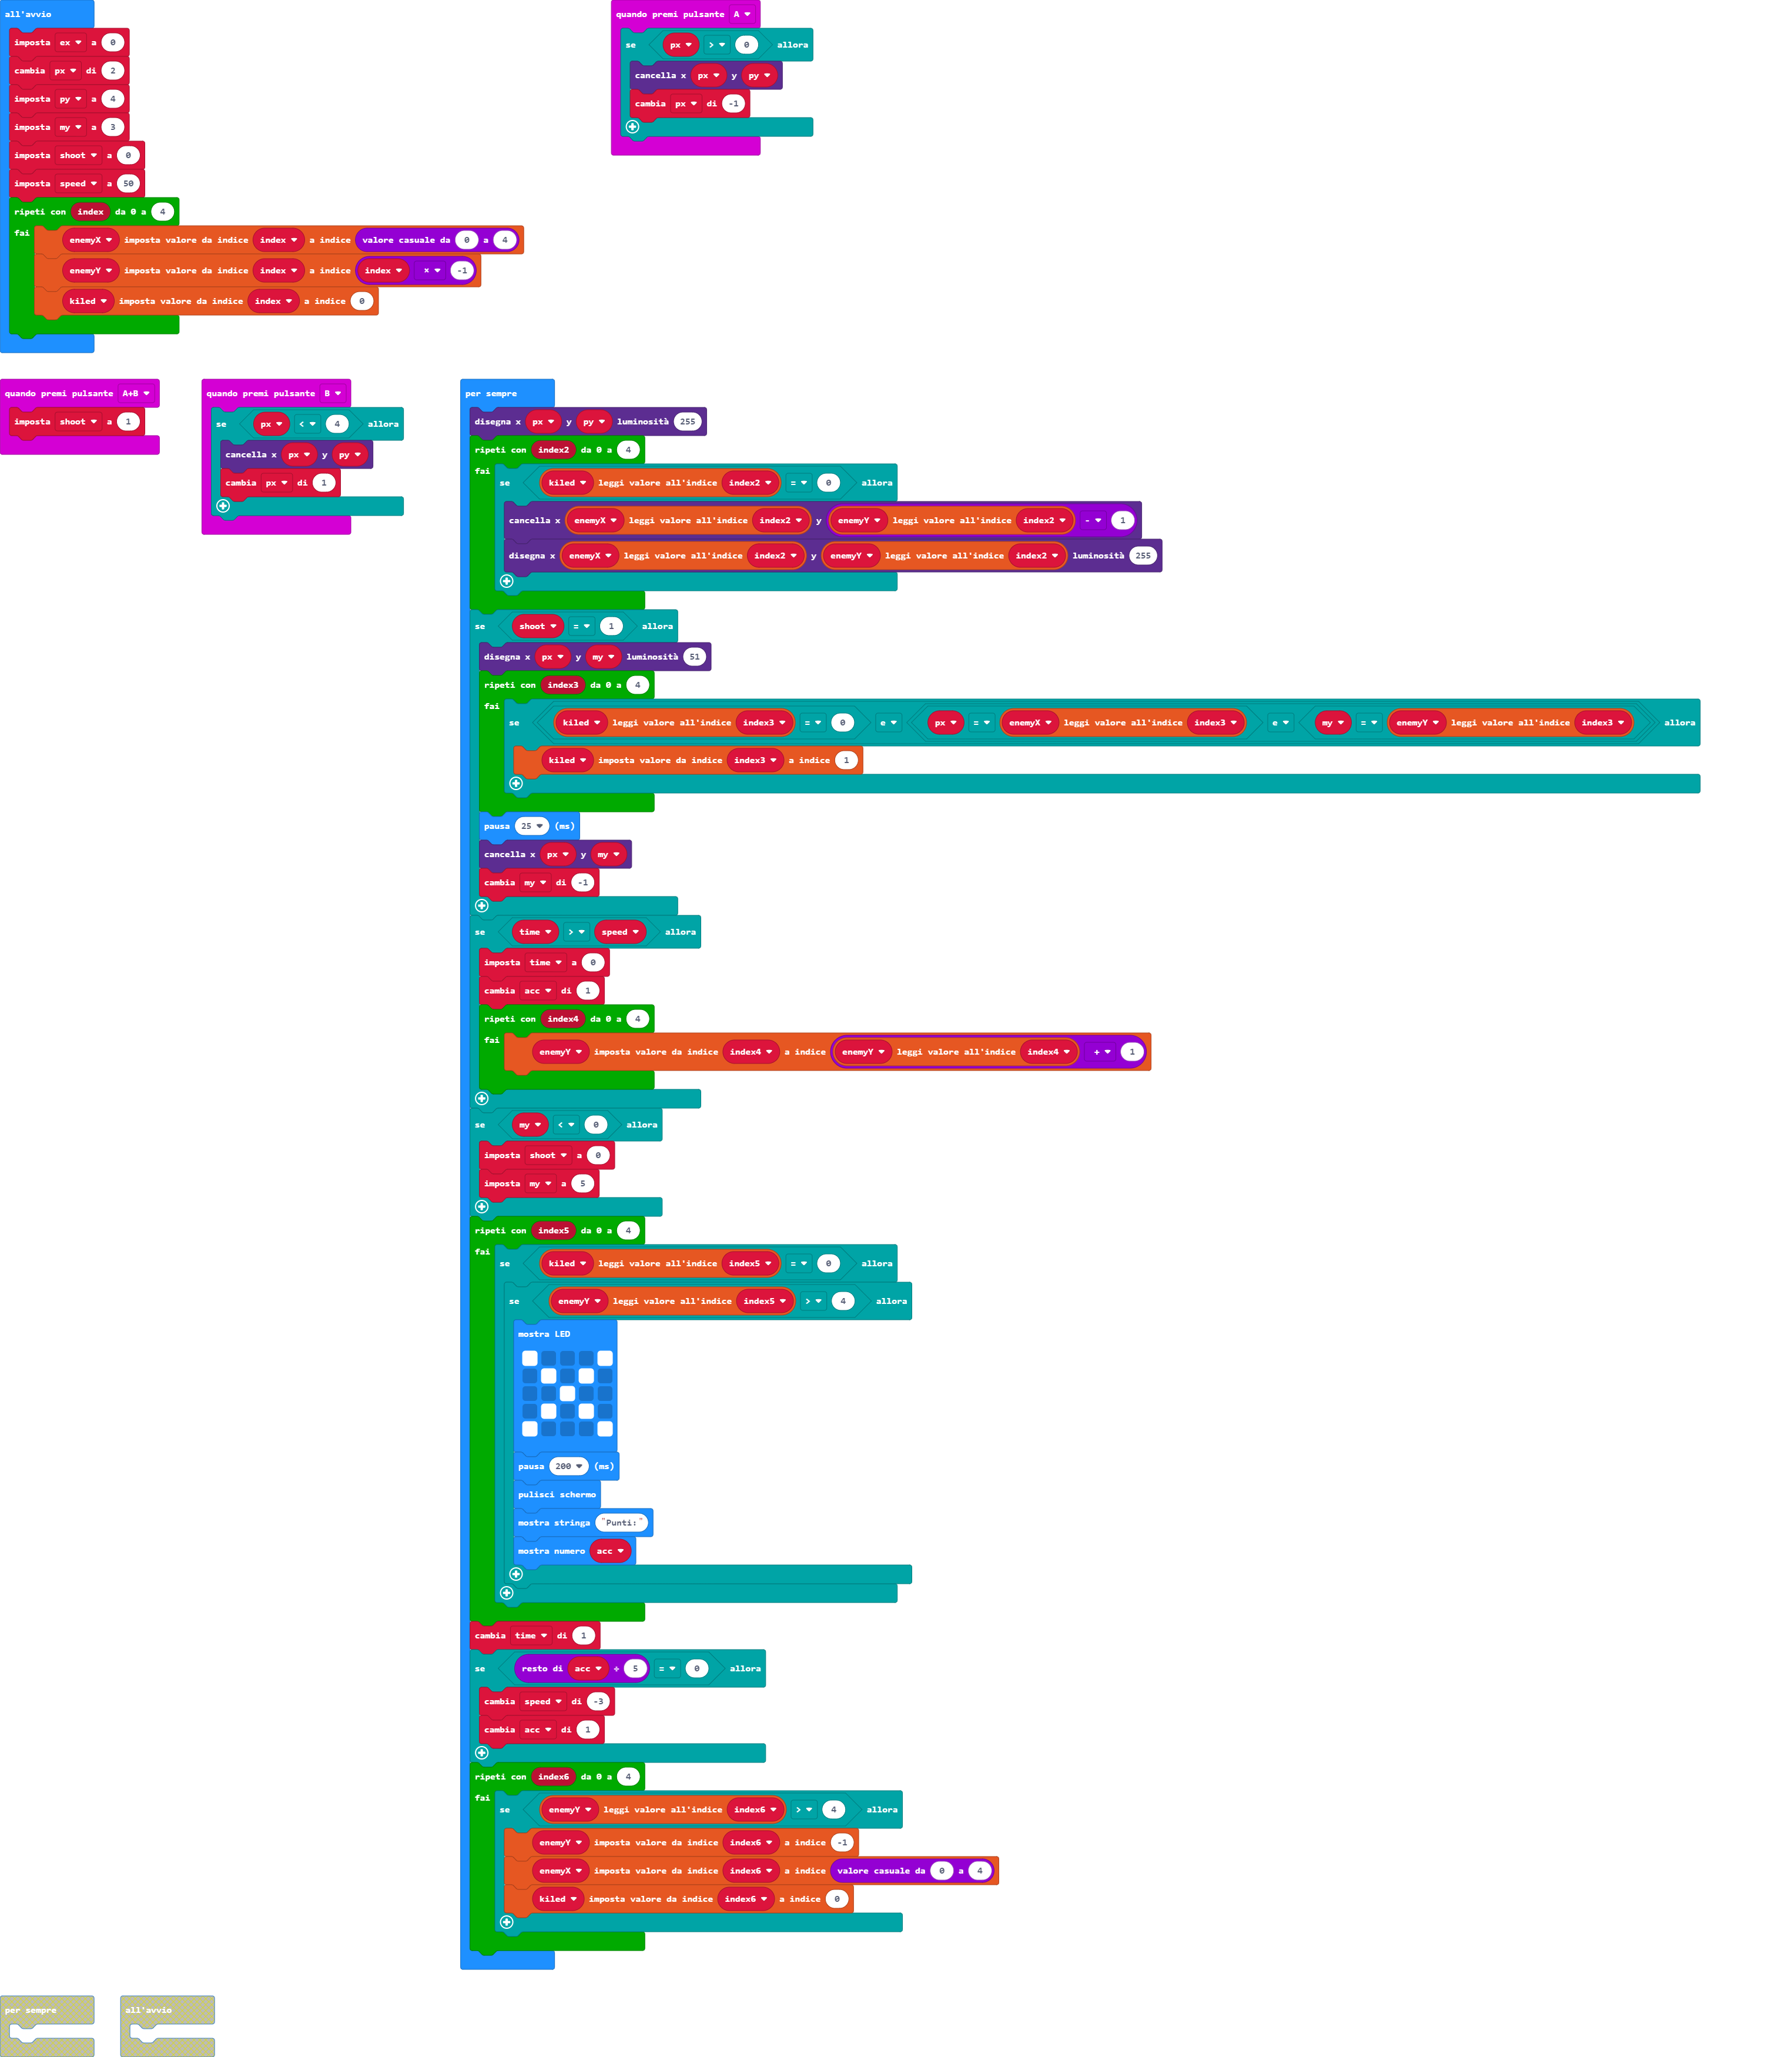 all'avvio
imposta ex a 0
cambia px di 2
imposta py a 4
imposta my a 3
imposta shoot a 0
imposta speed a 50
ripeti con index da 0 a 4
fai
enemyX imposta valore da indice index a indice valore casuale da 0 a 4
enemyY imposta valore da indice index a indice index × -1
kiled imposta valore da indice index a indice 0
quando premi pulsante A
se px > 0 allora
cancella x px y py
cambia px di -1
quando premi pulsante A+B
imposta shoot a 1
quando premi pulsante B
se px < 4 allora
cancella x px y py
cambia px di 1
per sempre
disegna x px y py luminosità 255
ripeti con index2 da 0 a 4
fai
se kiled leggi valore all'indice index2 = 0 allora
cancella x enemyX leggi valore all'indice index2 y enemyY leggi valore all'indice index2 - 1
disegna x enemyX leggi valore all'indice index2 y enemyY leggi valore all'indice index2 luminosità 255
se shoot = 1 allora
disegna x px y my luminosità 51
ripeti con index3 da 0 a 4
fai
se kiled leggi valore all'indice index3 = 0 e px = enemyX leggi valore all'indice index3 e my = enemyY leggi valore all'indice index3 allora
kiled imposta valore da indice index3 a indice 1
pausa 25 (ms)
cancella x px y my
cambia my di -1
se time > speed allora
imposta time a 0
cambia acc di 1
ripeti con index4 da 0 a 4
fai
enemyY imposta valore da indice index4 a indice enemyY leggi valore all'indice index4 + 1
se my < 0 allora
imposta shoot a 0
imposta my a 5
ripeti con index5 da 0 a 4
fai
se kiled leggi valore all'indice index5 = 0 allora
se enemyY leggi valore all'indice index5 > 4 allora
mostra LED
pausa 200 (ms)
pulisci schermo
mostra stringa "Punti:"
mostra numero acc
cambia time di 1
se resto di acc ÷ 5 = 0 allora
cambia speed di -3
cambia acc di 1
ripeti con index6 da 0 a 4
fai
se enemyY leggi valore all'indice index6 > 4 allora
enemyY imposta valore da indice index6 a indice -1
enemyX imposta valore da indice index6 a indice valore casuale da 0 a 4
kiled imposta valore da indice index6 a indice 0
per sempre
all'avvio